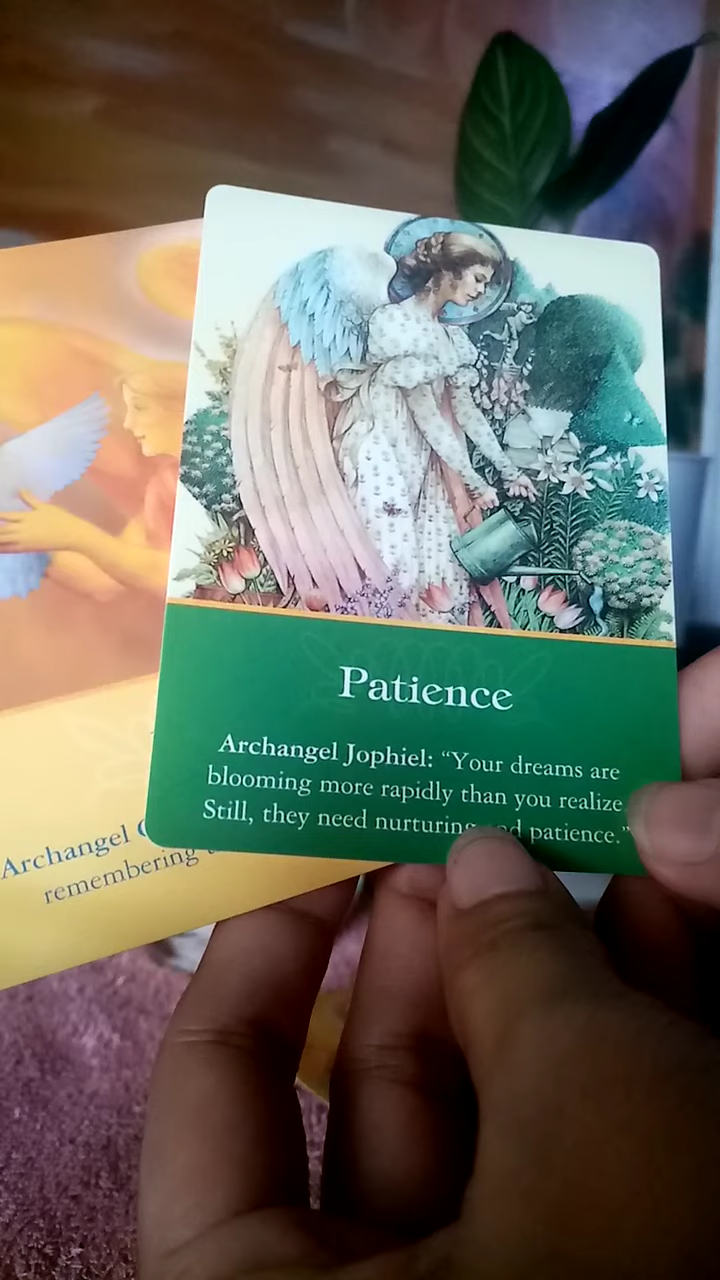 Patience
Archangel Jophiel: “Your dreams are
blooming more rapidly than you realize
Still, they need nurturing patience.”
Archangel
remembering